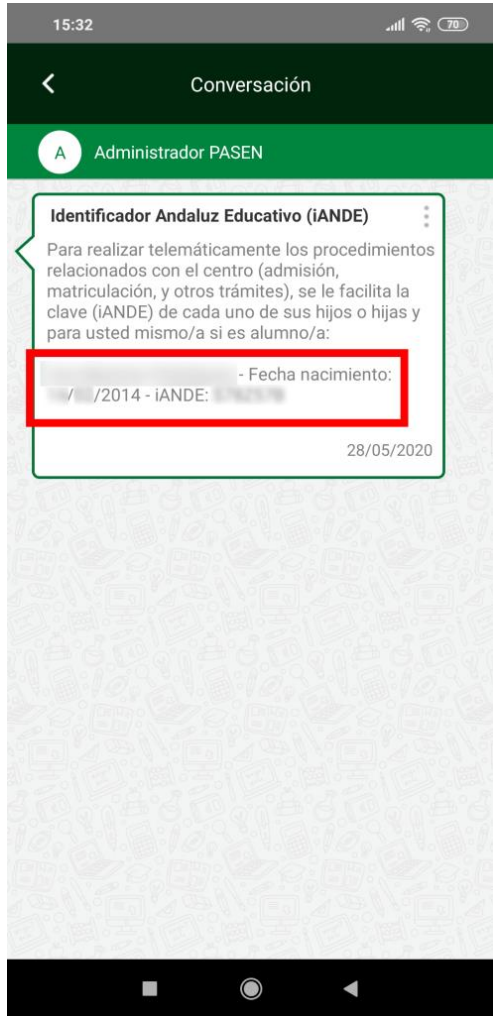 15:32
70
Conversación
A Administrador PASEN
Identificador Andaluz Educativo (iANDE)
Para realizar telemáticamente los procedimientos
relacionados con el centro (admisión,
matriculación, y otros trámites), se le facilita la
clave (iANDE) de cada uno de sus hijos o hijas y
para usted mismo/a si es alumno/a:
- Fecha nacimiento:
/ /2014 - iANDE:
28/05/2020